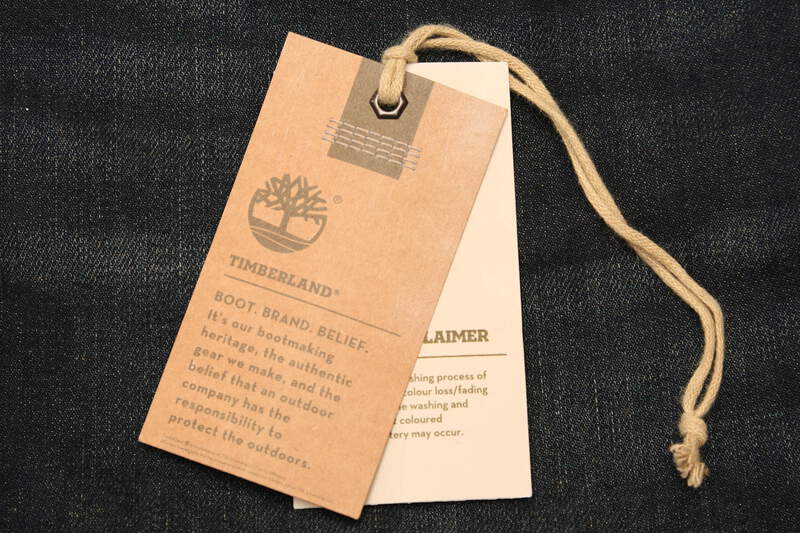 ®
TIMBERLAND®
BOOT. BRAND. BELIEF.
It's our bootmaking
heritage, the authentic
gear we make, and the
belief that an outdoor
company has the
responsibility to
protect the outdoors.
LAIMER
shing process of
colour loss/fading
e washing and
coloured
tery may occur.